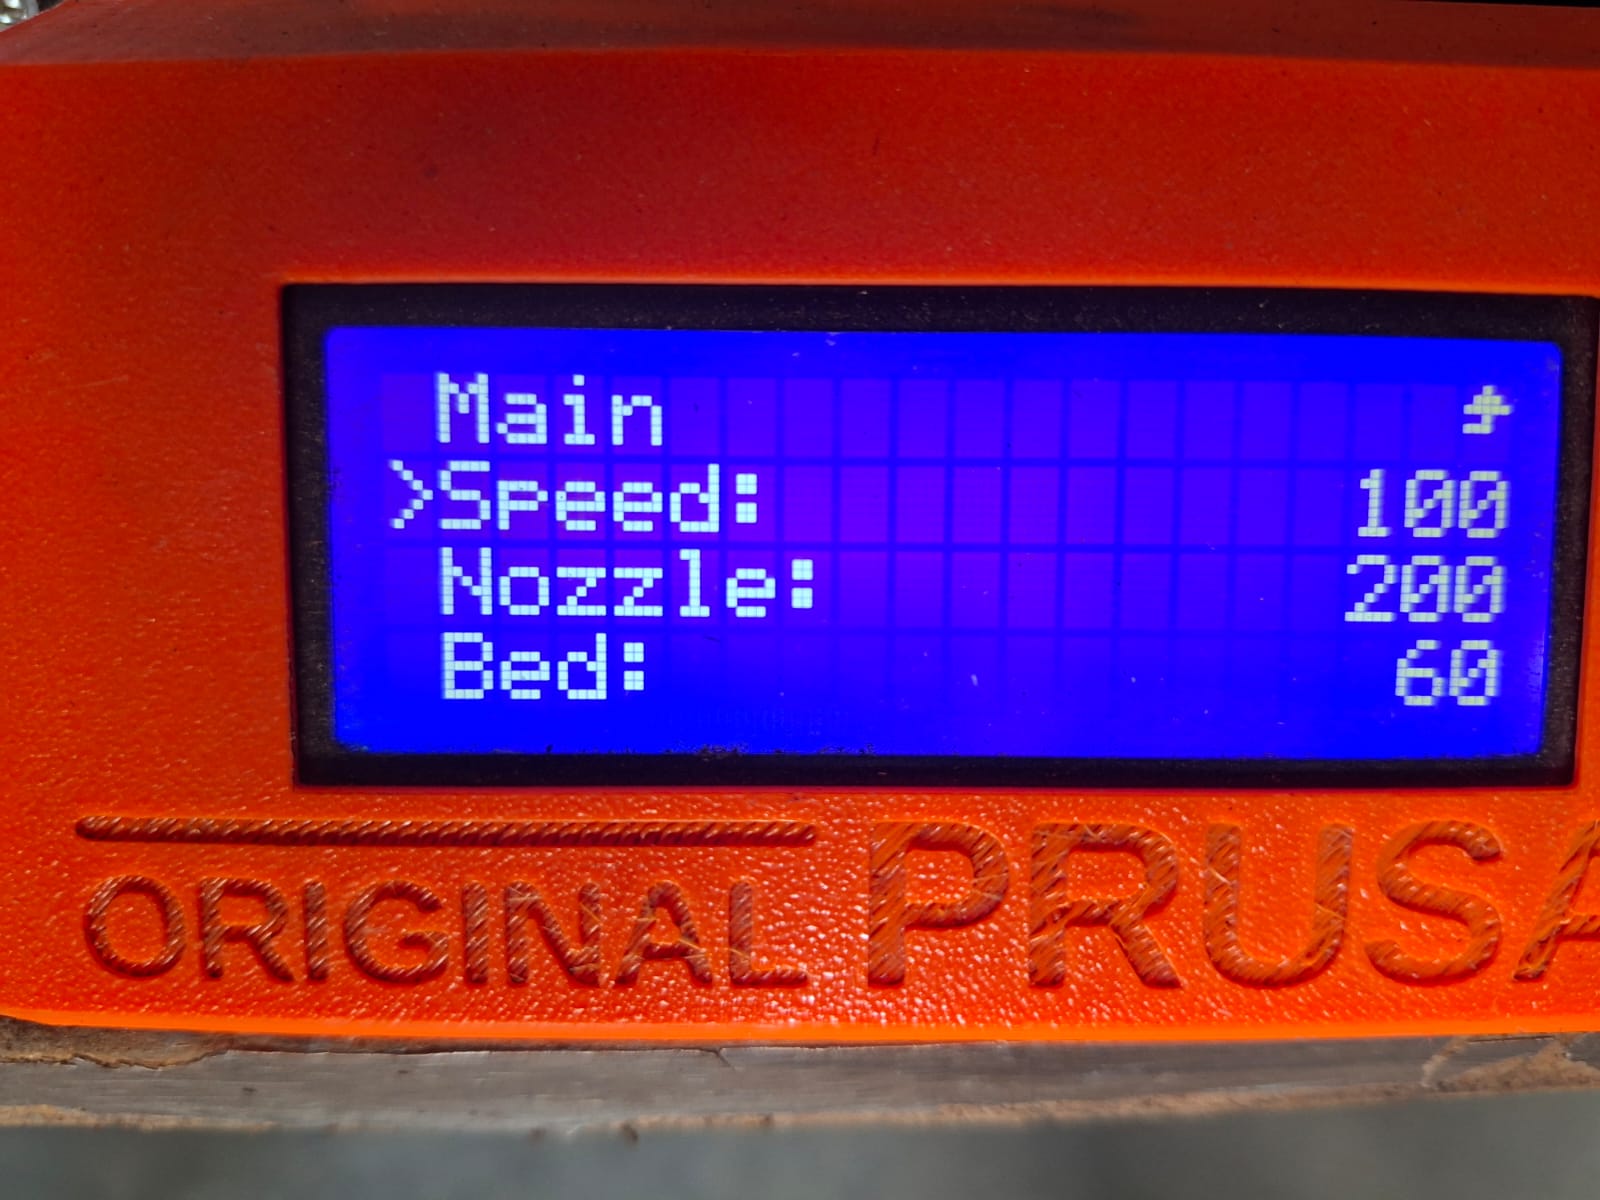 Main
>Speed: 100
Nozzle: 200
Bed: 60
ORIGINAL PRUSA